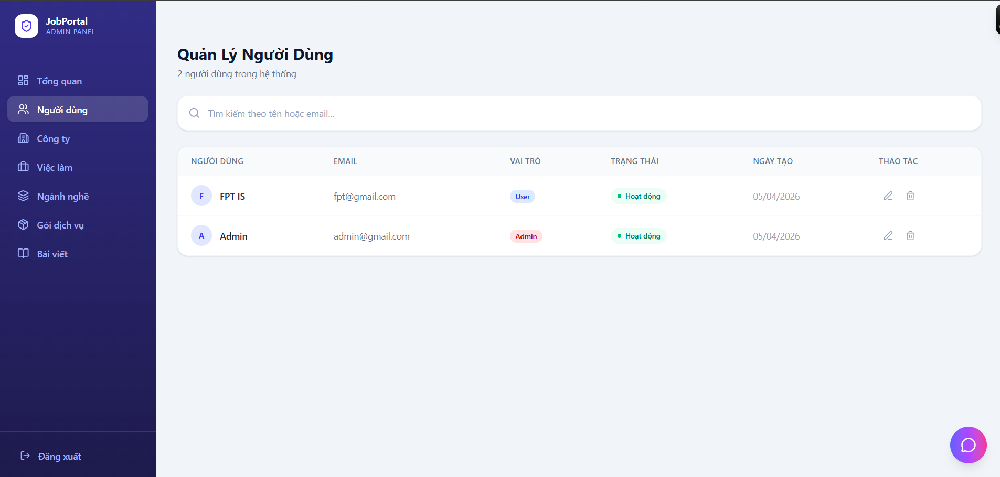 JobPortal
ADMIN PANEL
Tổng quan
Người dùng
Công ty
Việc làm
Ngành nghề
Gói dịch vụ
Bài viết
Đăng xuất
Quản Lý Người Dùng
2 người dùng trong hệ thống
Tìm kiếm theo tên hoặc email...
NGƯỜI DÙNG EMAIL VAI TRÒ TRẠNG THÁI NGÀY TẠO THAO TÁC
F FPT IS fpt@gmail.com User Hoạt động 05/04/2026
A Admin admin@gmail.com Admin Hoạt động 05/04/2026